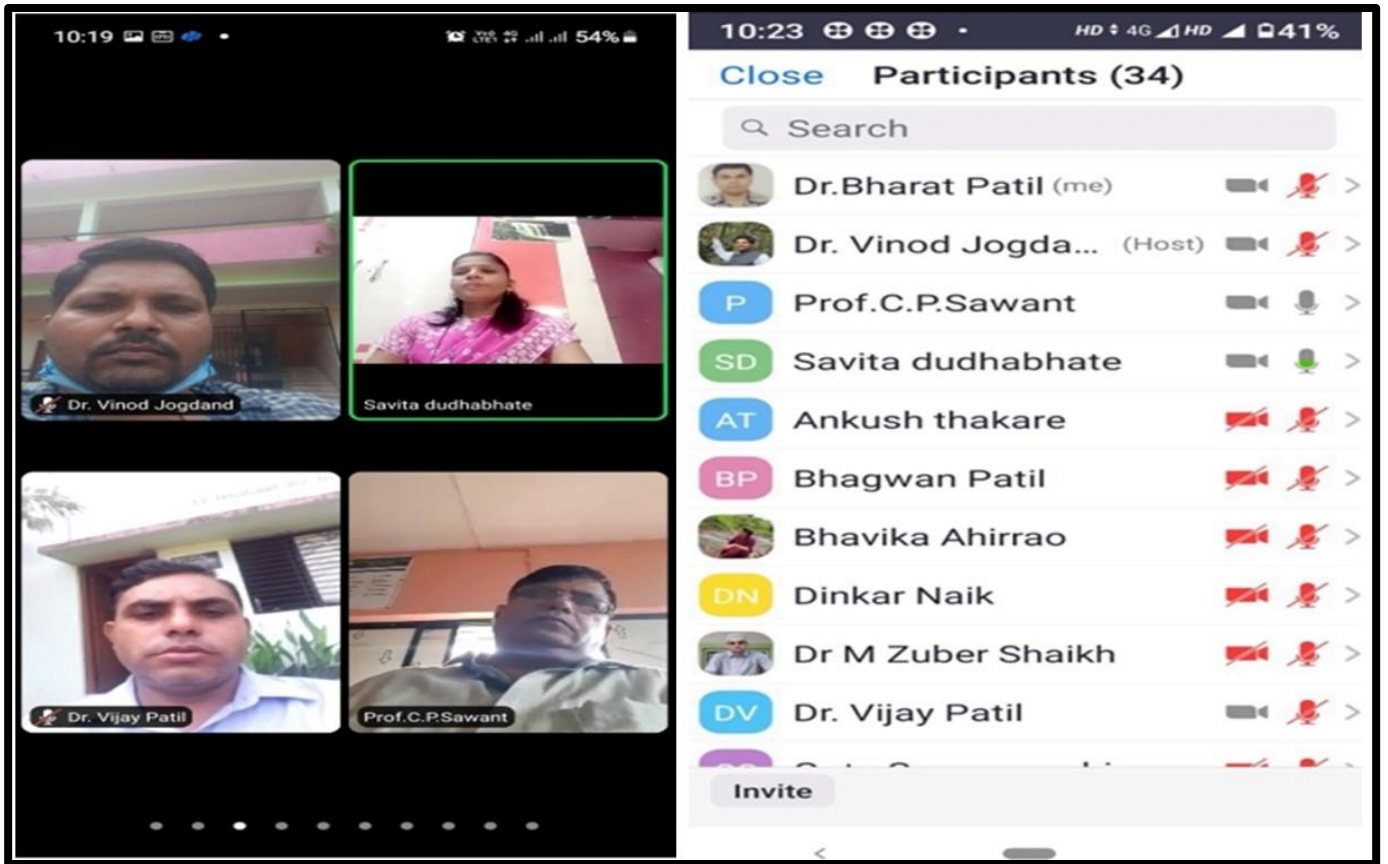 10:19
54%
Dr. Vinod Jogdand
Savita dudhabhate
Dr. Vijay Patil
Prof.C.P.Sawant
10:23 HD 4G HD 41%
Close Participants (34)
Search
Dr.Bharat Patil (me)
Dr. Vinod Jogda... (Host)
P Prof.C.P.Sawant
SD Savita dudhabhate
AT Ankush thakare
BP Bhagwan Patil
Bhavika Ahirrao
DN Dinkar Naik
Dr M Zuber Shaikh
DV Dr. Vijay Patil
Invite